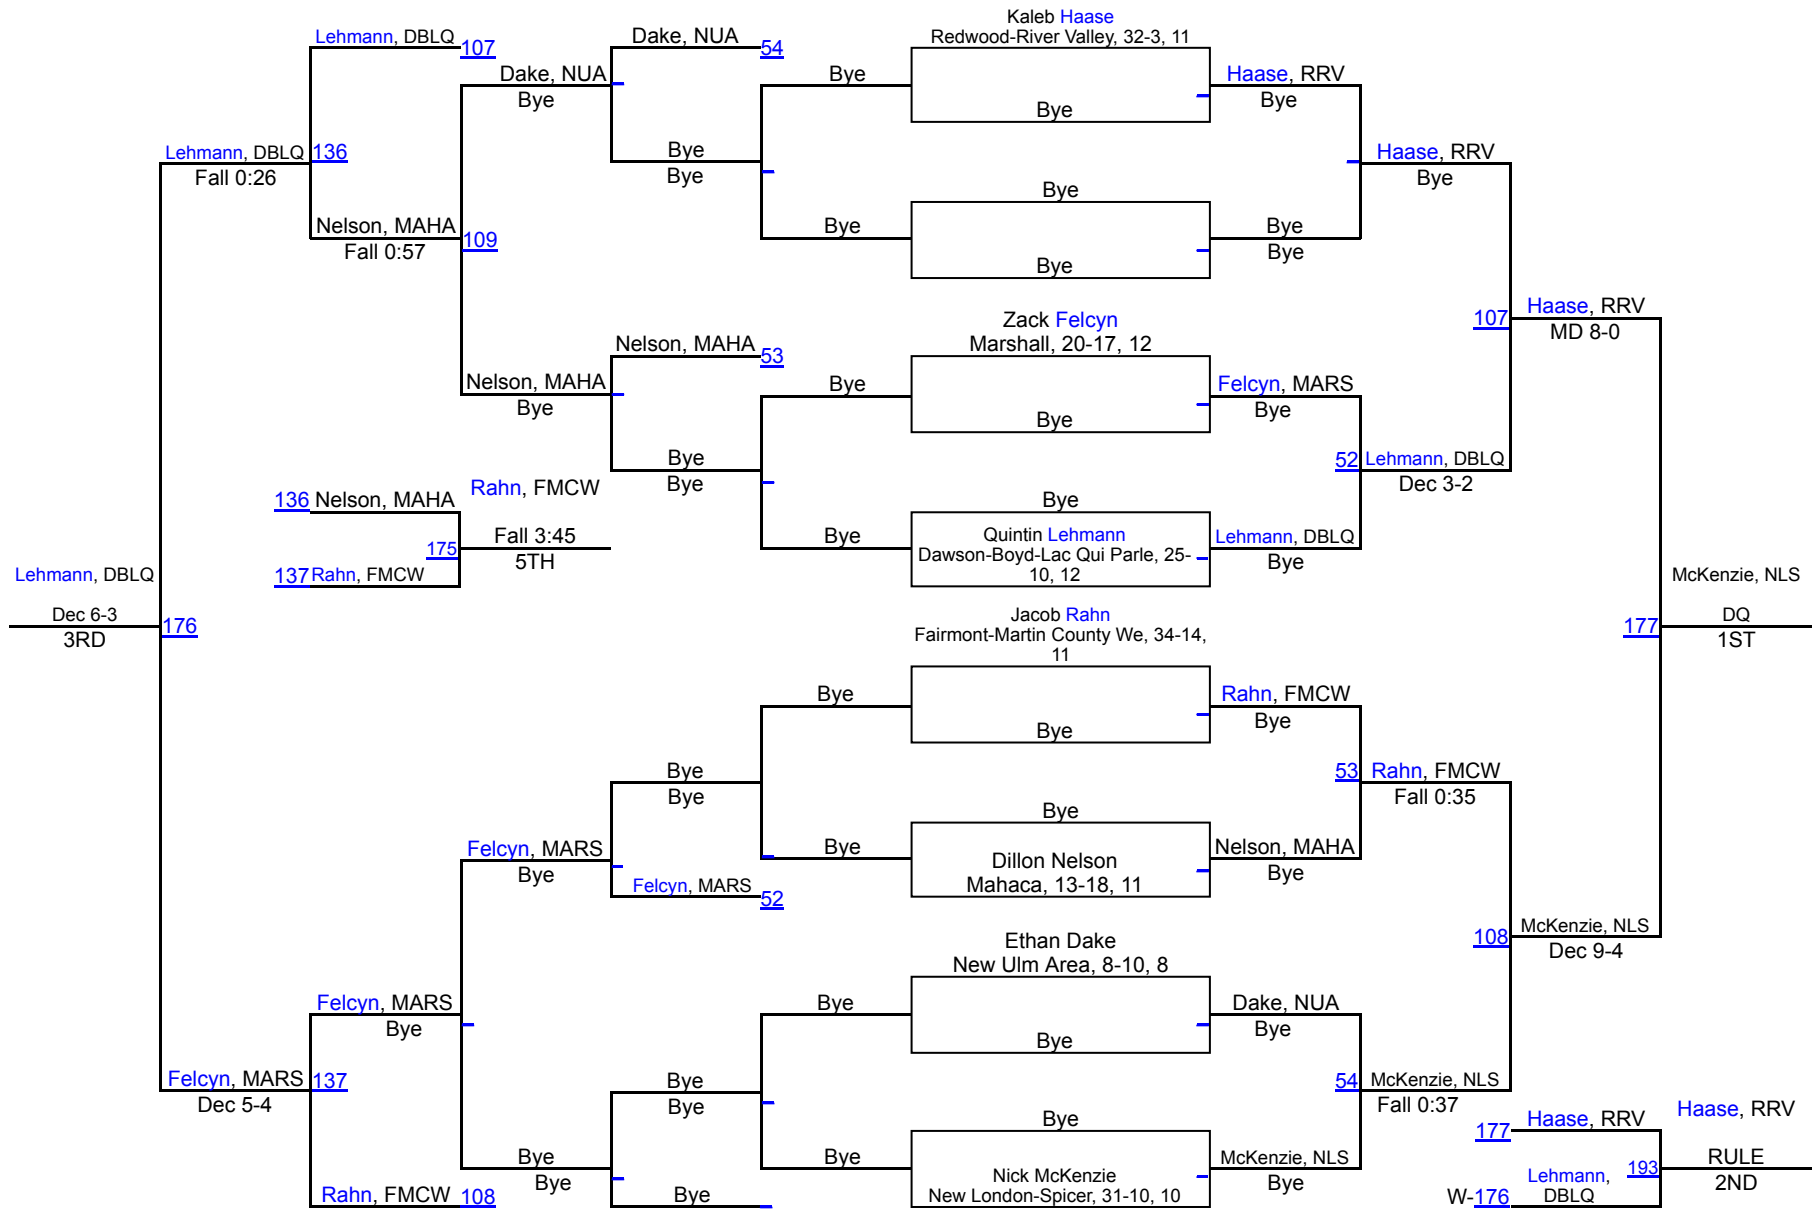 Kaleb Haase
Redwood-River Valley, 32-3, 11
Lehmann, DBLQ
107
Dake, NUA
54
Dake, NUA
Bye
Bye
Bye
Haase, RRV
Bye
Lehmann, DBLQ
136
Fall 0:26
Bye
Bye
Haase, RRV
Bye
Bye
Nelson, MAHA
109
Fall 0:57
Bye
Bye
Bye
Bye
107
Haase, RRV
MD 8-0
Zack Felcyn
Marshall, 20-17, 12
Nelson, MAHA
53
Nelson, MAHA
Bye
Bye
Bye
Felcyn, MARS
Bye
Bye
Bye
52
Lehmann, DBLQ
Dec 3-2
136
Nelson, MAHA
Rahn, FMCW
Bye
175
Fall 3:45
5TH
137
Rahn, FMCW
Bye
Quintin Lehmann
Dawson-Boyd-Lac Qui Parle, 25-
10, 12
Lehmann, DBLQ
Bye
Lehmann, DBLQ
Dec 6-3
3RD
176
Jacob Rahn
Fairmont-Martin County We, 34-14,
11
McKenzie, NLS
177
DQ
1ST
Bye
Bye
Rahn, FMCW
Bye
Bye
Bye
53
Rahn, FMCW
Fall 0:35
Bye
Felcyn, MARS
Bye
Bye
Dillon Nelson
Mahaca, 13-18, 11
Nelson, MAHA
Bye
Felcyn, MARS
52
108
McKenzie, NLS
Dec 9-4
Ethan Dake
New Ulm Area, 8-10, 8
Felcyn, MARS
Bye
Bye
Bye
Dake, NUA
Bye
Felcyn, MARS
137
Dec 5-4
Bye
Bye
54
McKenzie, NLS
Fall 0:37
Bye
177
Haase, RRV
Haase, RRV
Bye
Bye
Bye
Nick McKenzie
New London-Spicer, 31-10, 10
McKenzie, NLS
Bye
193
RULE
2ND
Rahn, FMCW
108
Bye
W-176
Lehmann,
DBLQ